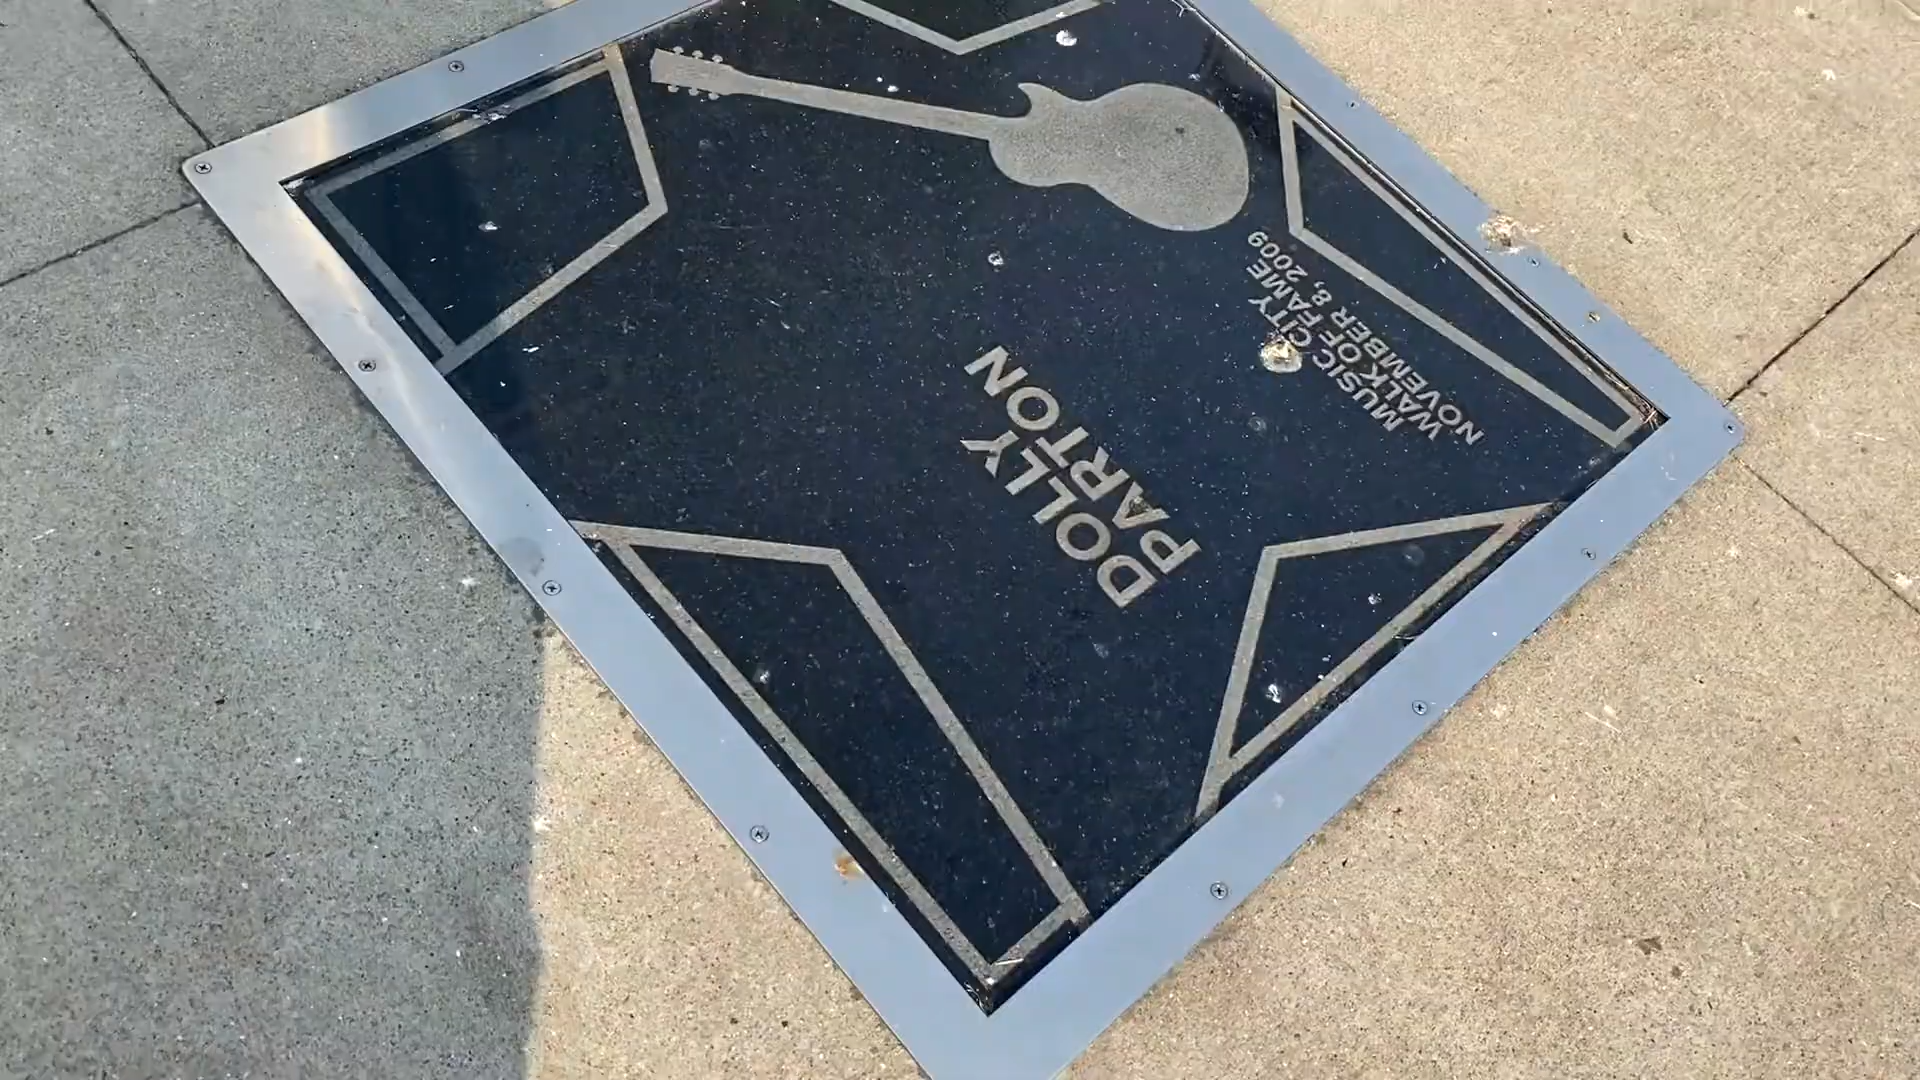 DOLLY
PARTON
MUSIC CITY
WALK OF FAME
NOVEMBER 8, 2009